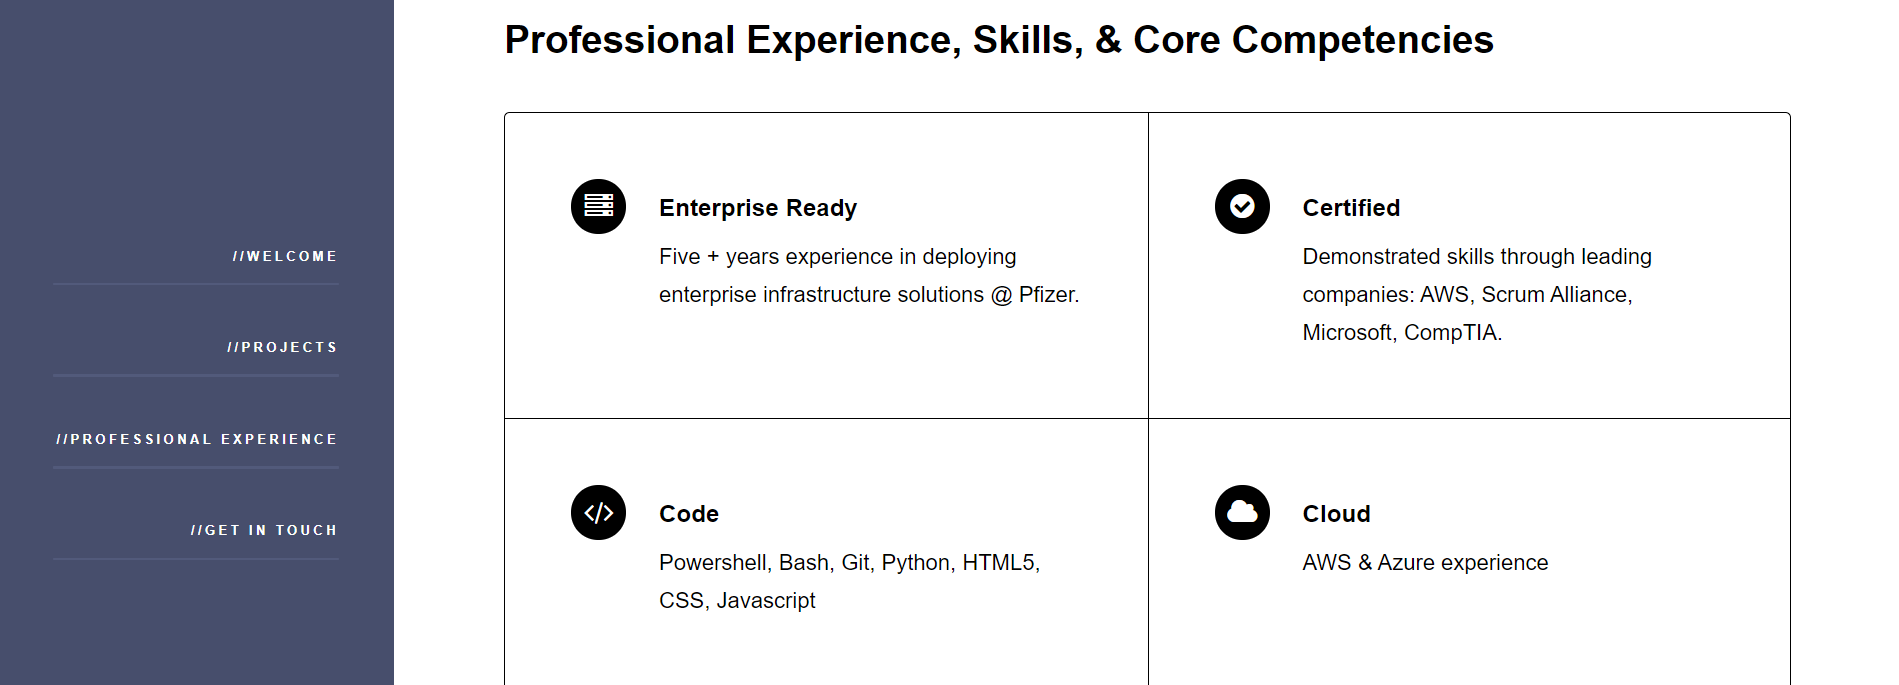 //WELCOME
//PROJECTS
//PROFESSIONAL EXPERIENCE
//GET IN TOUCH
Professional Experience, Skills, & Core Competencies
Enterprise Ready
Five + years experience in deploying
enterprise infrastructure solutions @ Pfizer.
Certified
Demonstrated skills through leading
companies: AWS, Scrum Alliance,
Microsoft, CompTIA.
Code
Powershell, Bash, Git, Python, HTML5,
CSS, Javascript
Cloud
AWS & Azure experience